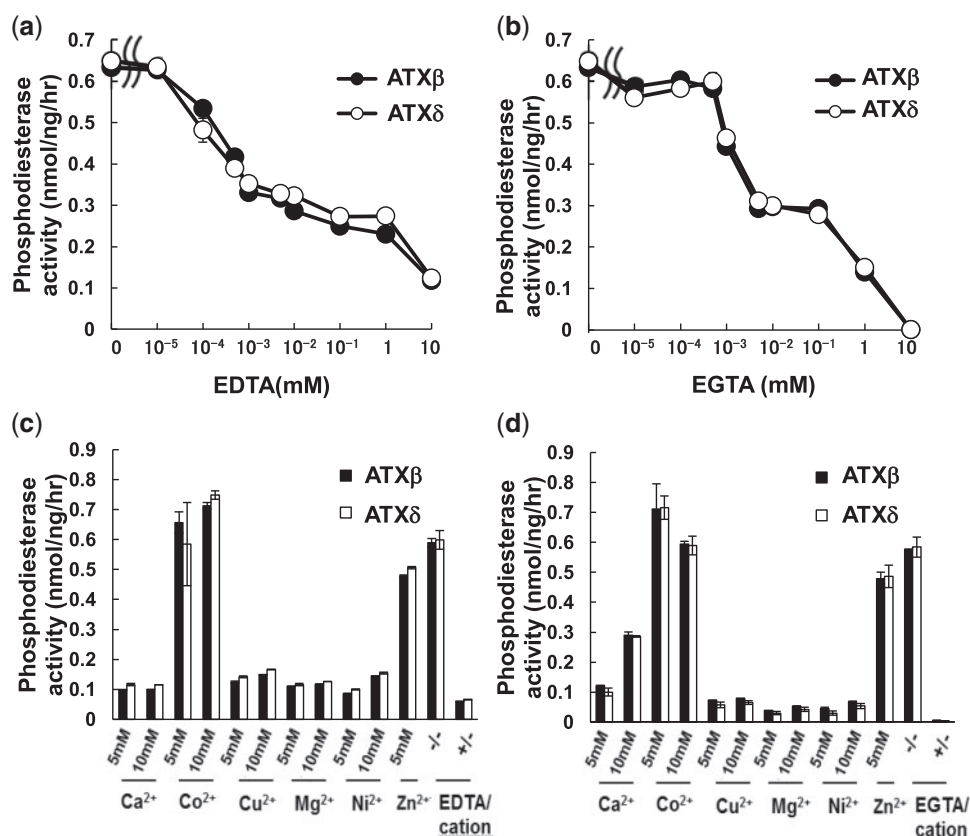 (a)
0.7
0.6
0.5
0.4
0.3
0.2
0.1
0
Phosphodiesterase
activity (nmol/ng/hr)
ATXβ
ATXδ
0 10⁻⁵ 10⁻⁴ 10⁻³ 10⁻² 10⁻¹ 1 10
EDTA(mM)
(b)
0.7
0.6
0.5
0.4
0.3
0.2
0.1
0
Phosphodiesterase
activity (nmol/ng/hr)
ATXβ
ATXδ
0 10⁻⁵ 10⁻⁴ 10⁻³ 10⁻² 10⁻¹ 1 10
EGTA (mM)
(c)
0.9
0.8
0.7
0.6
0.5
0.4
0.3
0.2
0.1
0
Phosphodiesterase
activity (nmol/ng/hr)
ATXβ
ATXδ
5mM 10mM 5mM 10mM 5mM 10mM 5mM 10mM 5mM 10mM 5mM -/- +/-
Ca²⁺ Co²⁺ Cu²⁺ Mg²⁺ Ni²⁺ Zn²⁺ EDTA/
cation
(d)
0.9
0.8
0.7
0.6
0.5
0.4
0.3
0.2
0.1
0
Phosphodiesterase
activity (nmol/ng/hr)
ATXβ
ATXδ
5mM 10mM 5mM 10mM 5mM 10mM 5mM 10mM 5mM 10mM 5mM -/- +/-
Ca²⁺ Co²⁺ Cu²⁺ Mg²⁺ Ni²⁺ Zn²⁺ EGTA/
cation